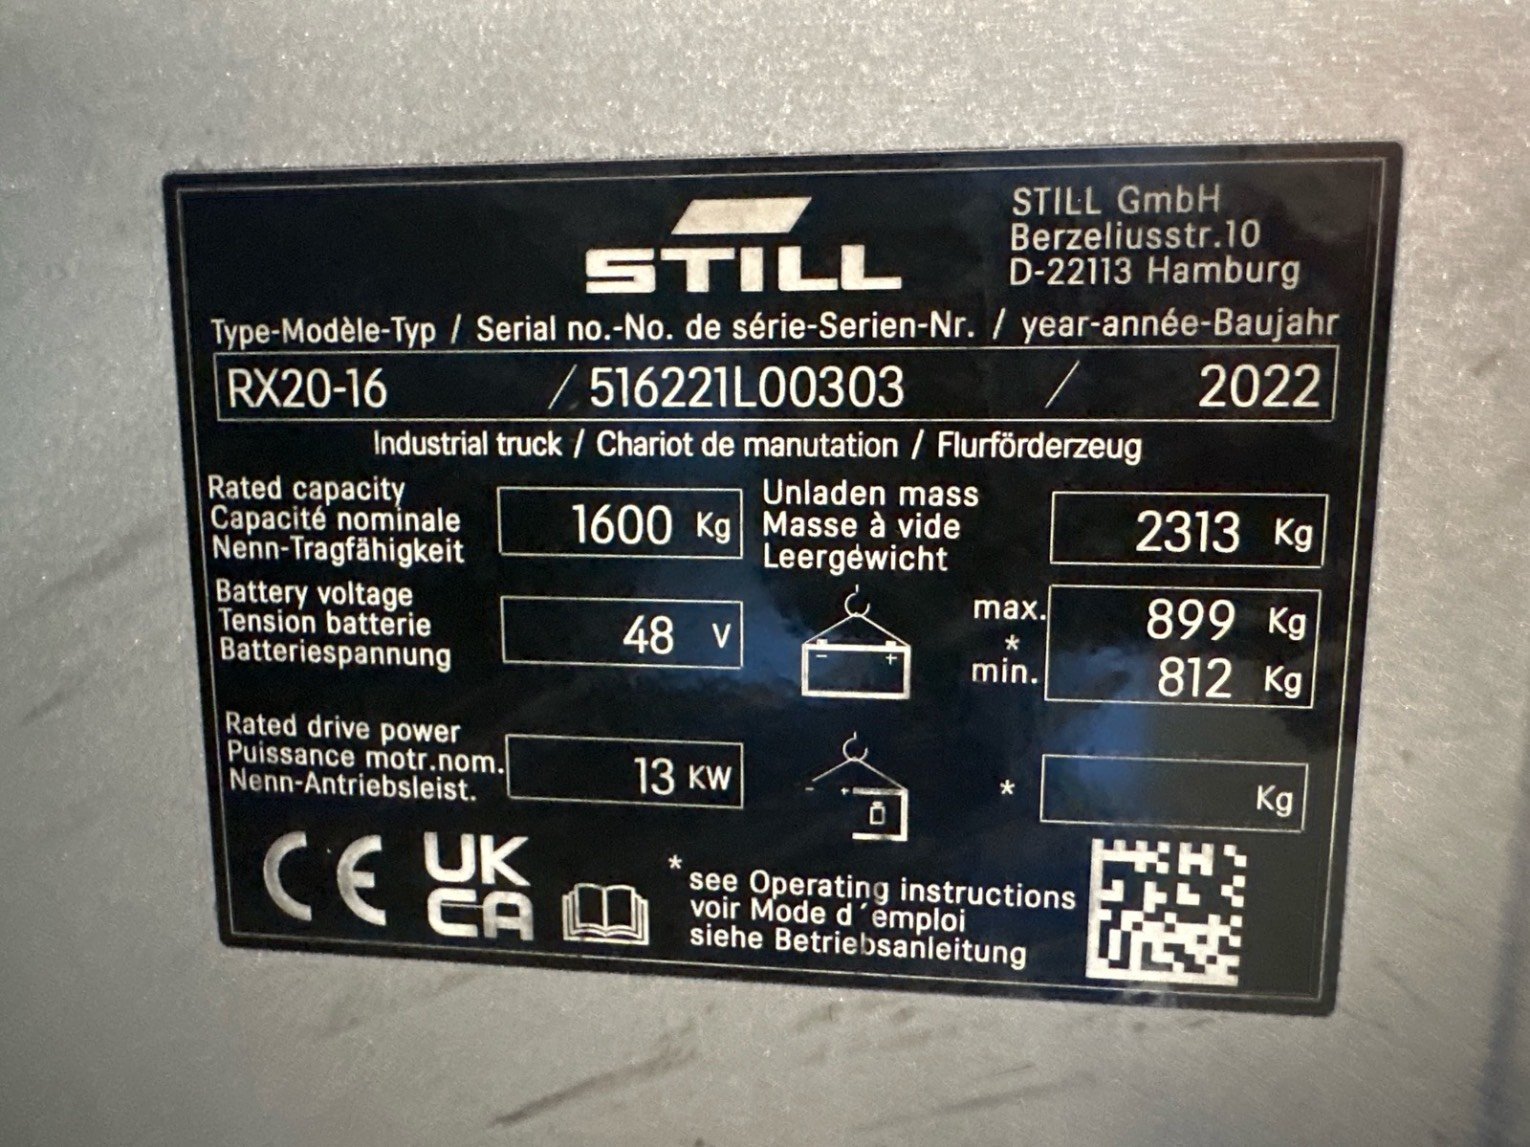 STILL
STILL GmbH
Berzeliusstr.10
D-22113 Hamburg
Type-Modèle-Typ / Serial no.-No. de série-Serien-Nr. / year-année-Baujahr
RX20-16 / 516221L00303 / 2022
Industrial truck / Chariot de manutation / Flurförderzeug
Rated capacity
Capacité nominale
Nenn-Tragfähigkeit
1600 Kg
Unladen mass
Masse à vide
Leergewicht
2313 Kg
Battery voltage
Tension batterie
Batteriespannung
48 V
- +
max. 899 Kg
*
min. 812 Kg
Rated drive power
Puissance motr.nom.
Nenn-Antriebsleist.
13 KW
- +
* Kg
CE UK
CA
* see Operating instructions
voir Mode d´emploi
siehe Betriebsanleitung